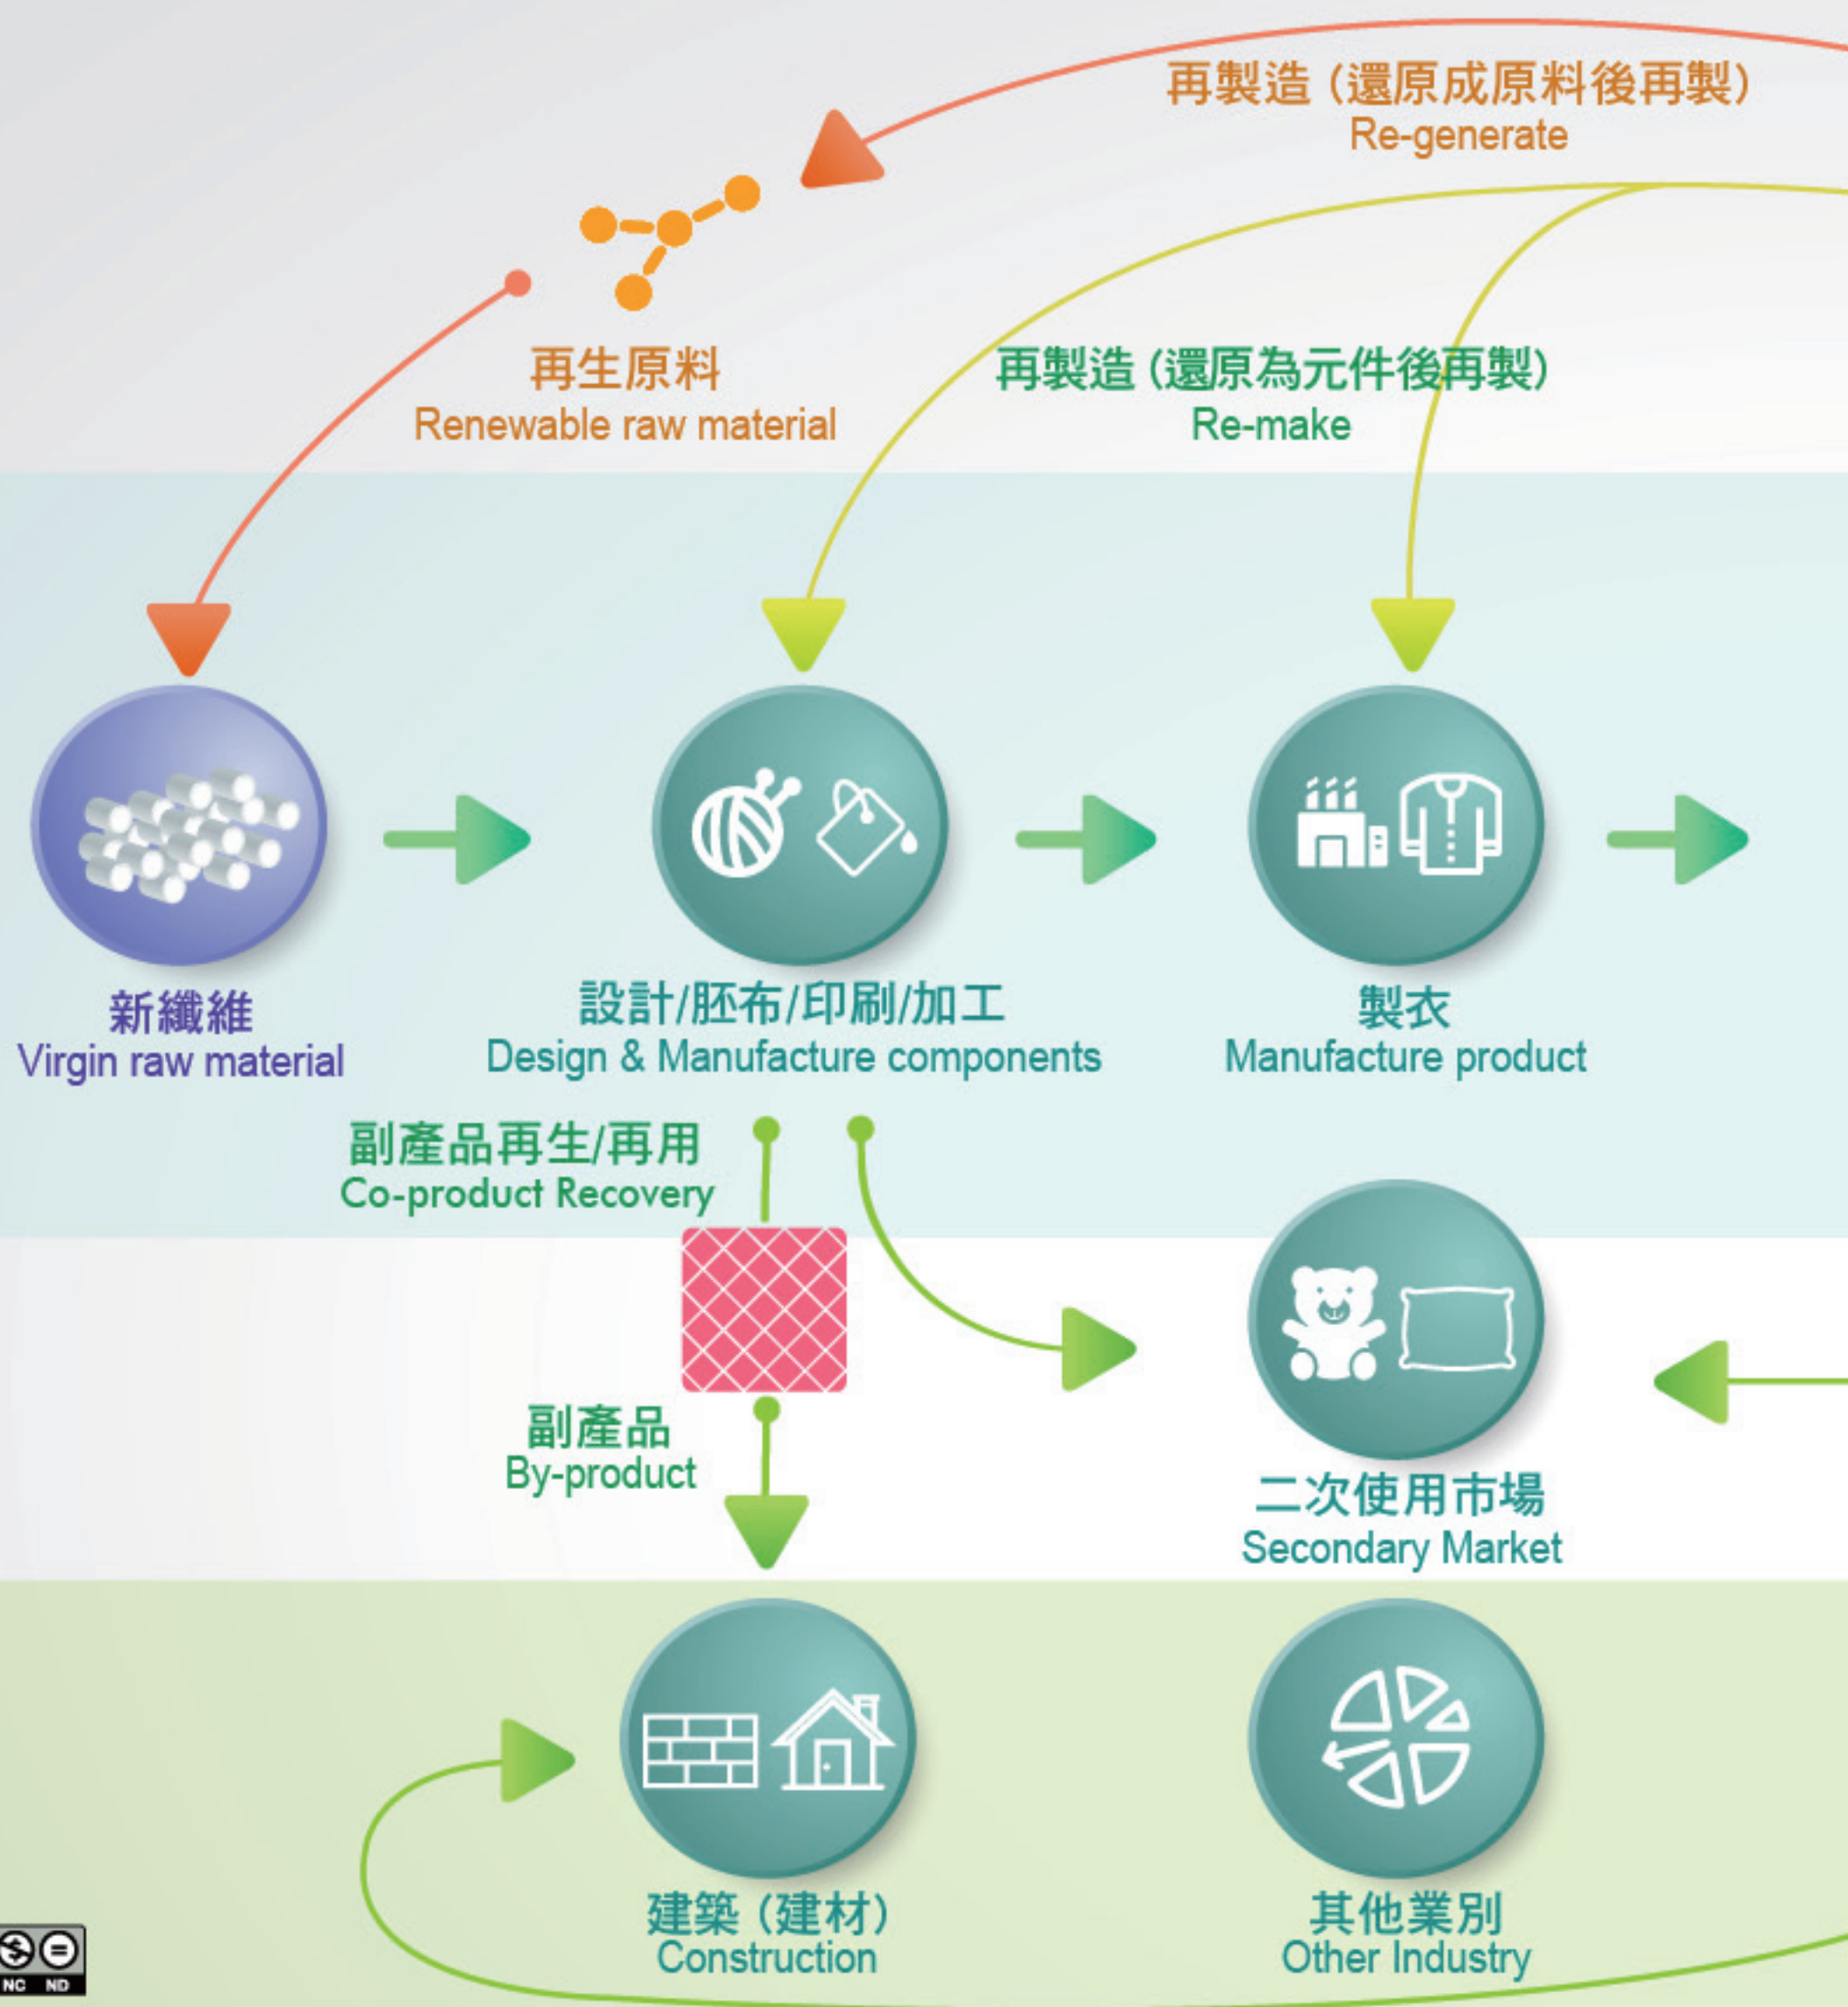 再製造 (還原成原料後再製)
Re-generate
再生原料
Renewable raw material
再製造 (還原為元件後再製)
Re-make
新纖維
Virgin raw material
設計/胚布/印刷/加工
Design & Manufacture components
製衣
Manufacture product
副產品再生/再用
Co-product Recovery
副產品
By-product
二次使用市場
Secondary Market
建築 (建材)
Construction
其他業別
Other Industry
NC ND